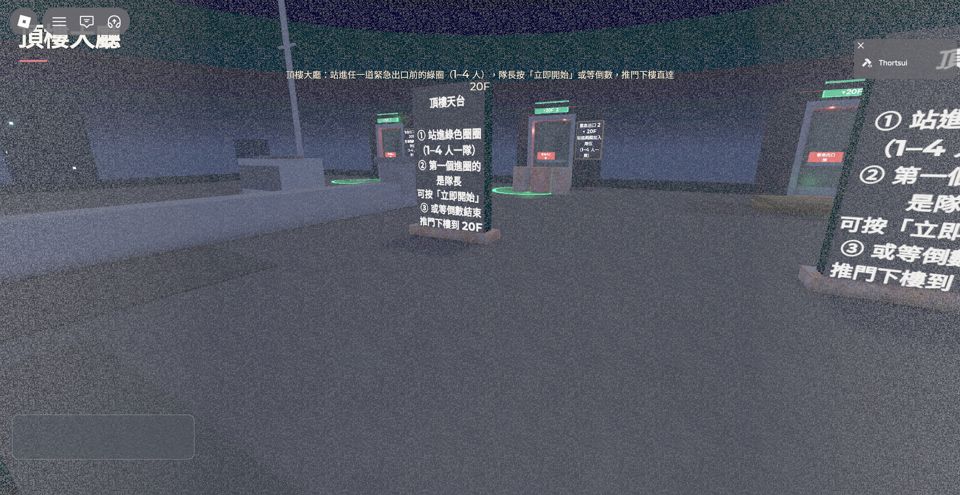 頂樓大廳
頂樓大廳：站進任一道緊急出口前的綠圈（1–4 人），隊長按「立即開始」或等倒數，推門下樓直達
20F
Thortsui
頂樓天台
① 站進綠色圈圈
（1–4 人一隊）
② 第一個進圈的
是隊長
可按「立即開始」
③ 或等倒數結束
推門下樓到 20F
緊急出口 2
20F
① 站進
（1–4 人
② 第一個
是隊
可按「立即
③ 或等倒數
推門下樓到